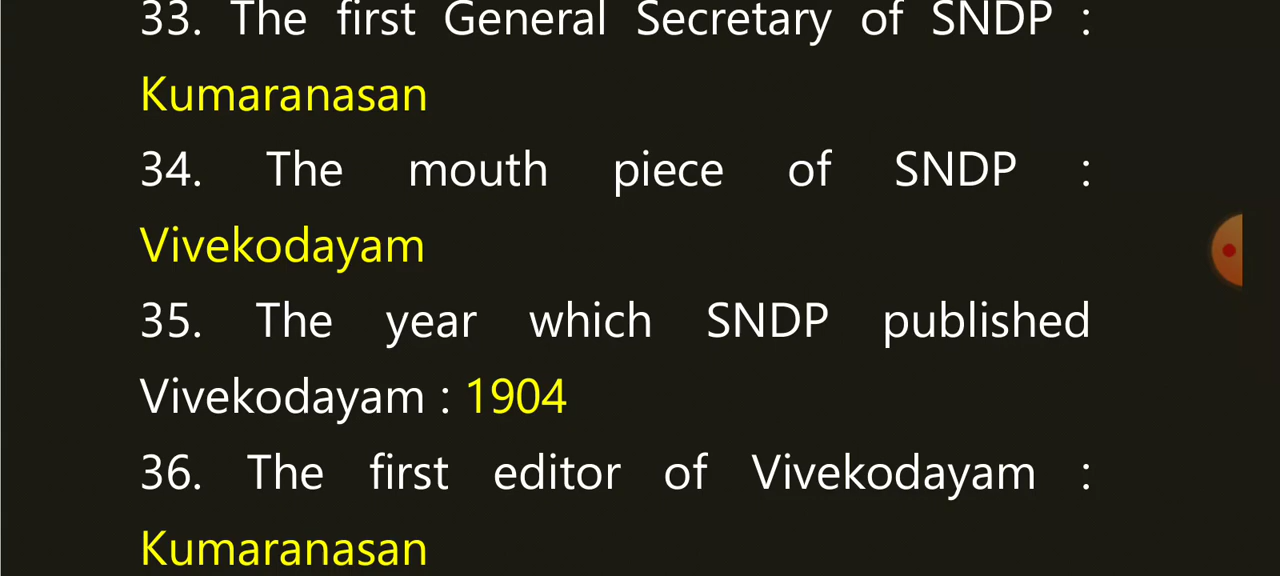 33. The first General Secretary of SNDP :
Kumaranasan
34. The mouth piece of SNDP :
Vivekodayam
35. The year which SNDP published
Vivekodayam : 1904
36. The first editor of Vivekodayam :
Kumaranasan